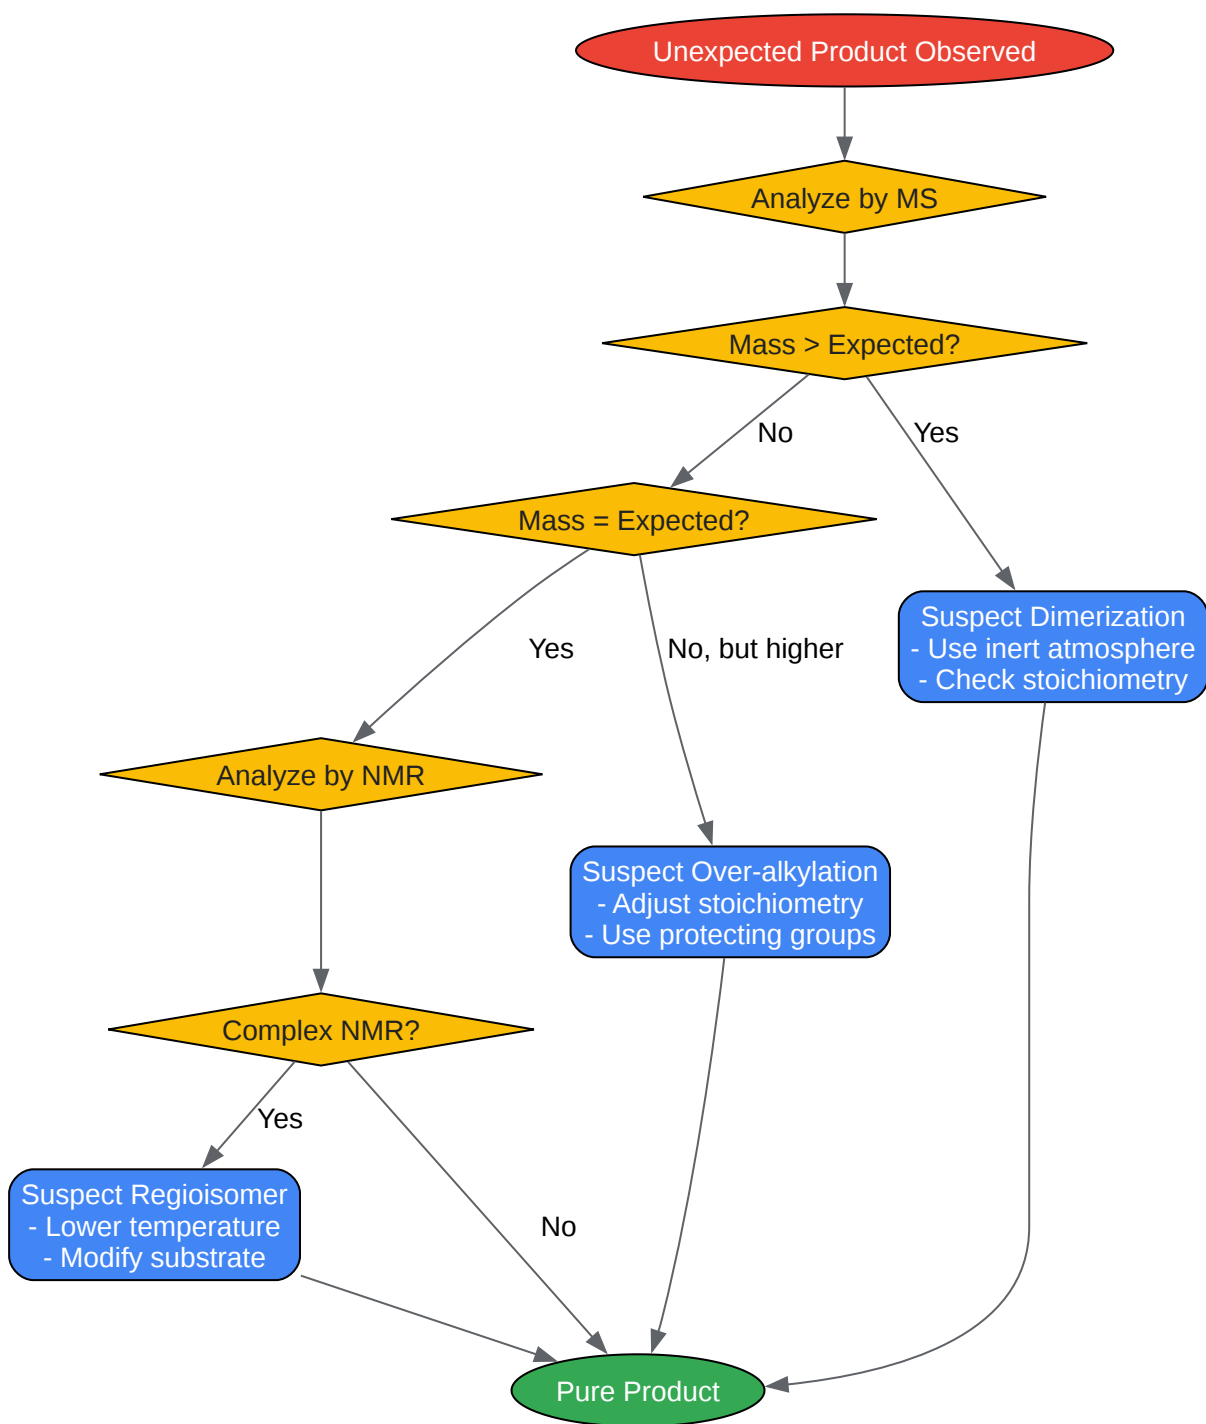 Unexpected Product Observed
Analyze by MS
Mass > Expected?
No
Yes
Mass = Expected?
Suspect Dimerization
- Use inert atmosphere
- Check stoichiometry
Yes
No, but higher
Analyze by NMR
Suspect Over-alkylation
- Adjust stoichiometry
- Use protecting groups
Complex NMR?
Yes
Suspect Regioisomer
- Lower temperature
- Modify substrate
No
Pure Product